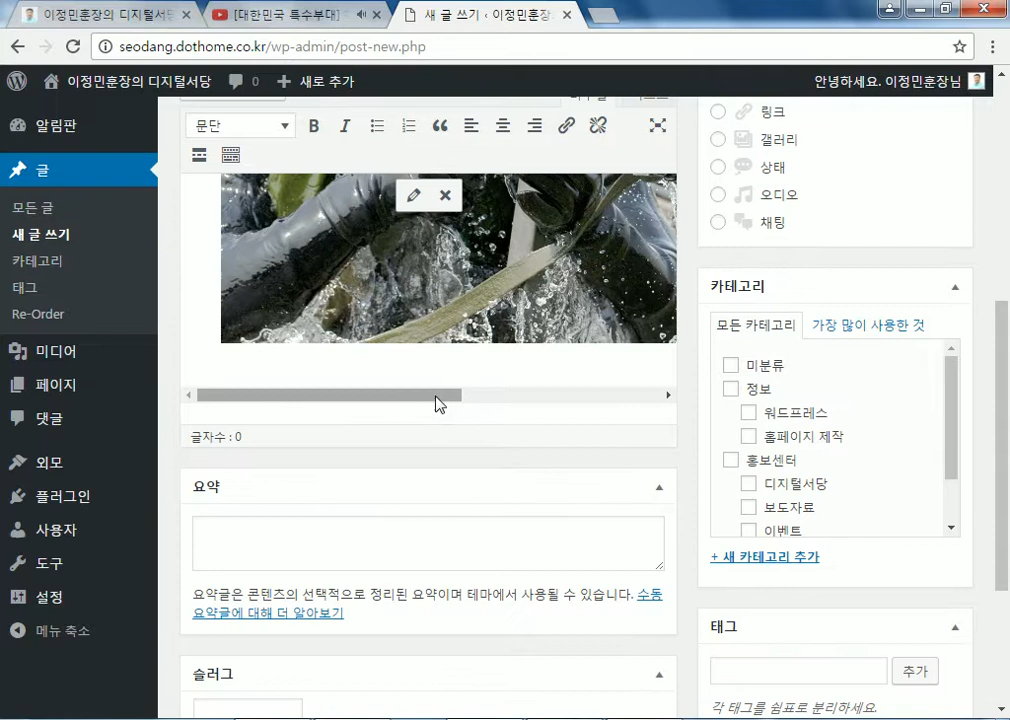 이정민훈장의 디지털서당
[대한민국 특수부대]
새 글 쓰기 ‹ 이정민훈장
seodang.dothome.co.kr/wp-admin/post-new.php
이정민훈장의 디지털서당
0
새로 추가
안녕하세요. 이정민훈장님
알림판
글
모든 글
새 글 쓰기
카테고리
태그
Re-Order
미디어
페이지
댓글
외모
플러그인
사용자
도구
설정
메뉴 축소
문단
B
I
글자수 : 0
요약
요약글은 콘텐츠의 선택적으로 정리된 요약이며 테마에서 사용될 수 있습니다. 수동
요약글에 대해 더 알아보기
슬러그
링크
갤러리
상태
오디오
채팅
카테고리
모든 카테고리
가장 많이 사용한 것
미분류
정보
워드프레스
홈페이지 제작
홍보센터
디지털서당
보도자료
이벤트
+ 새 카테고리 추가
태그
추가
각 태그를 쉼표로 분리하세요.